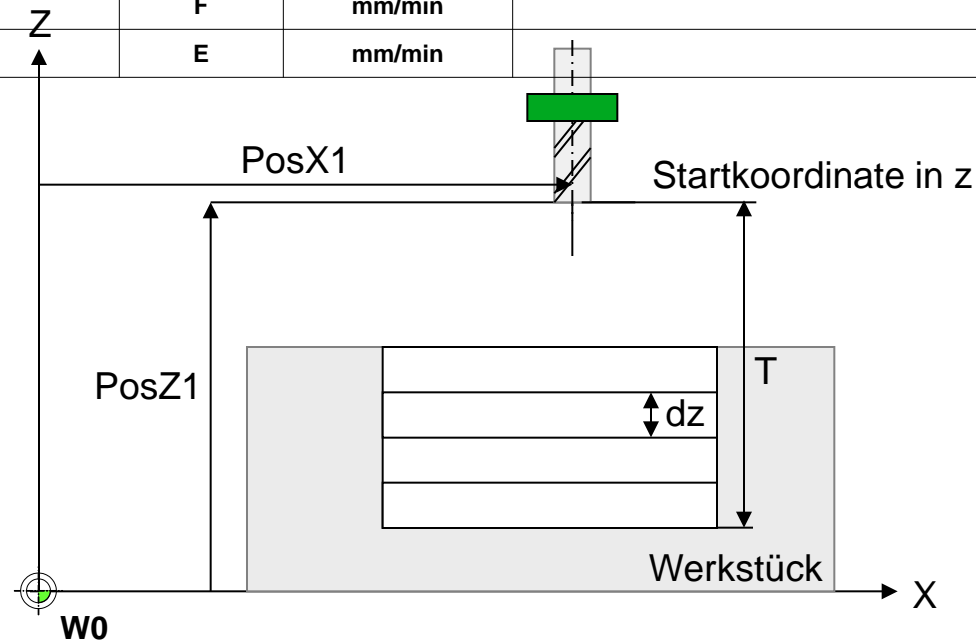 F mm/min
Z
E mm/min
PosX1
Startkoordinate in z
T
PosZ1
dz
Werkstück
X
W0